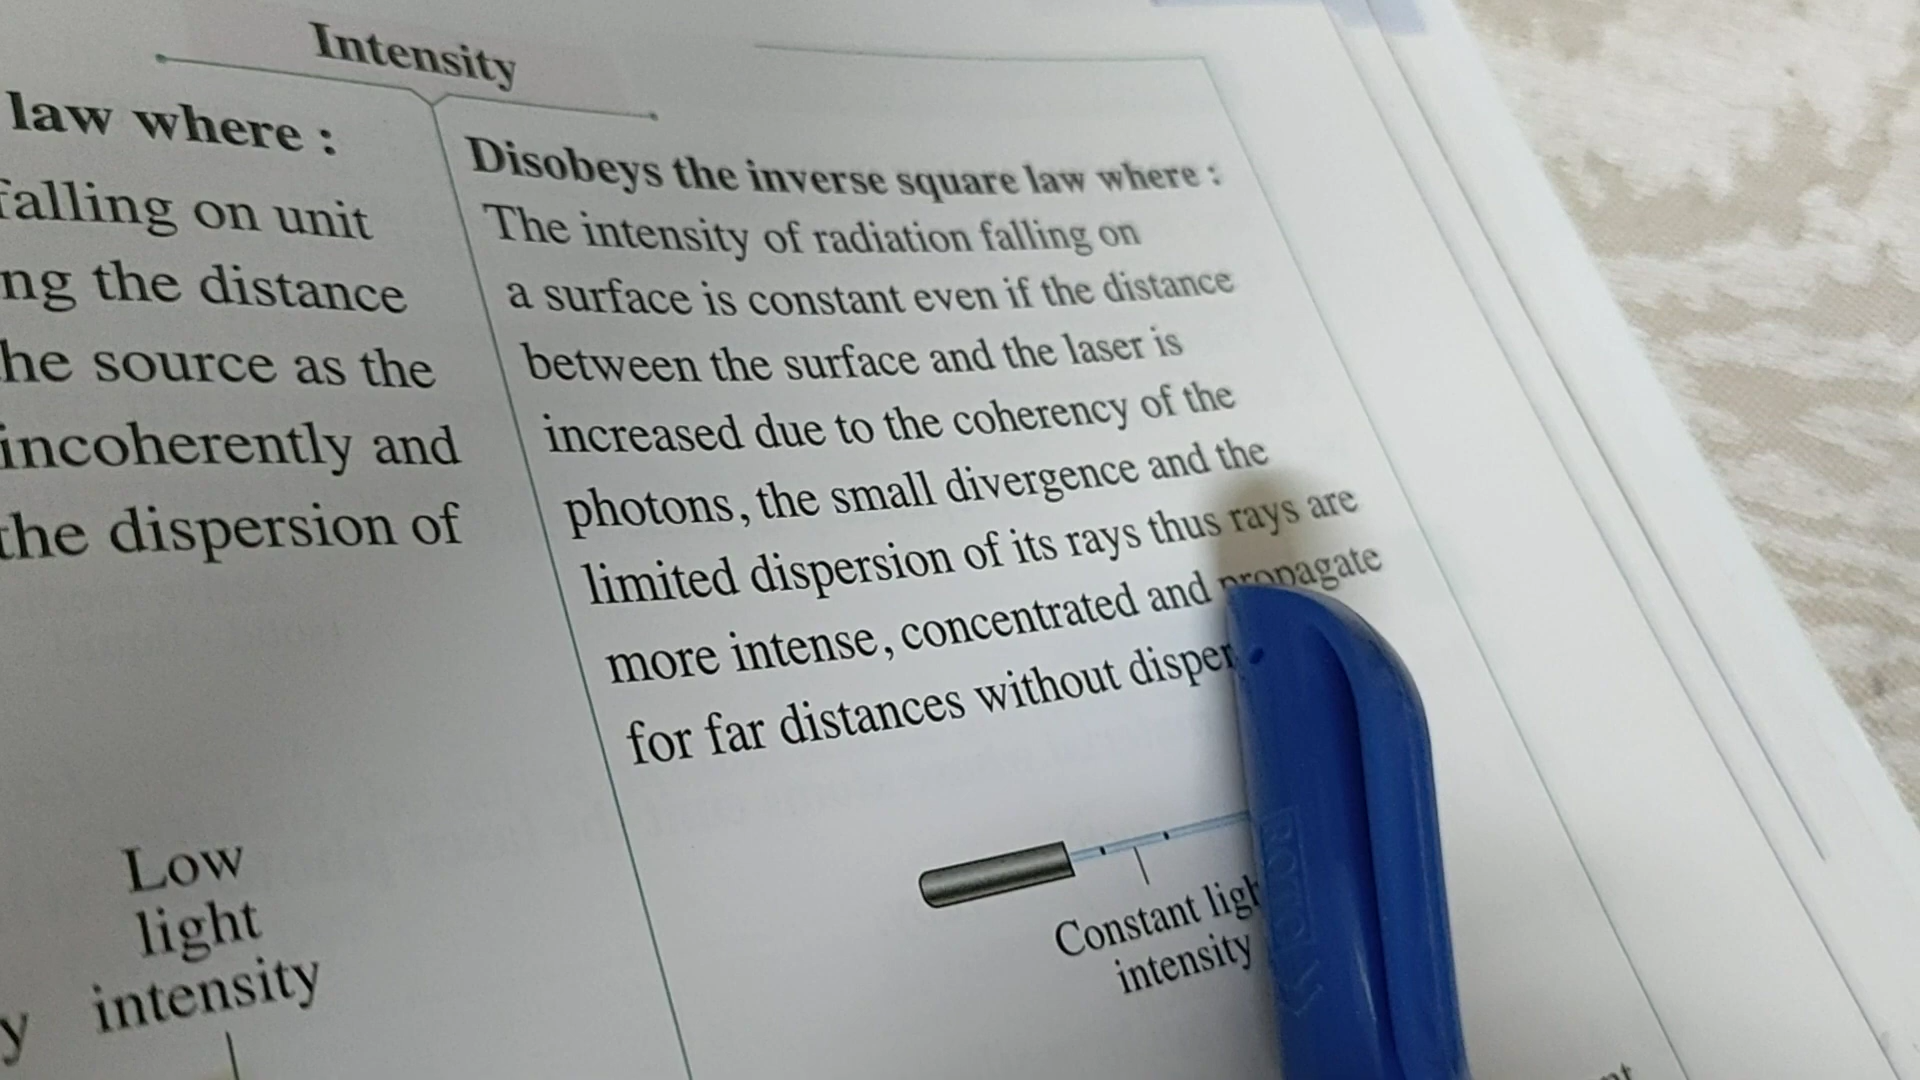 Intensity
law where :
falling on unit
ng the distance
he source as the
incoherently and
the dispersion of
Low
light
intensity
y
Disobeys the inverse square law where :
The intensity of radiation falling on
a surface is constant even if the distance
between the surface and the laser is
increased due to the coherency of the
photons, the small divergence and the
limited dispersion of its rays thus rays are
more intense, concentrated and propagate
for far distances without disper
Constant ligh
intensity